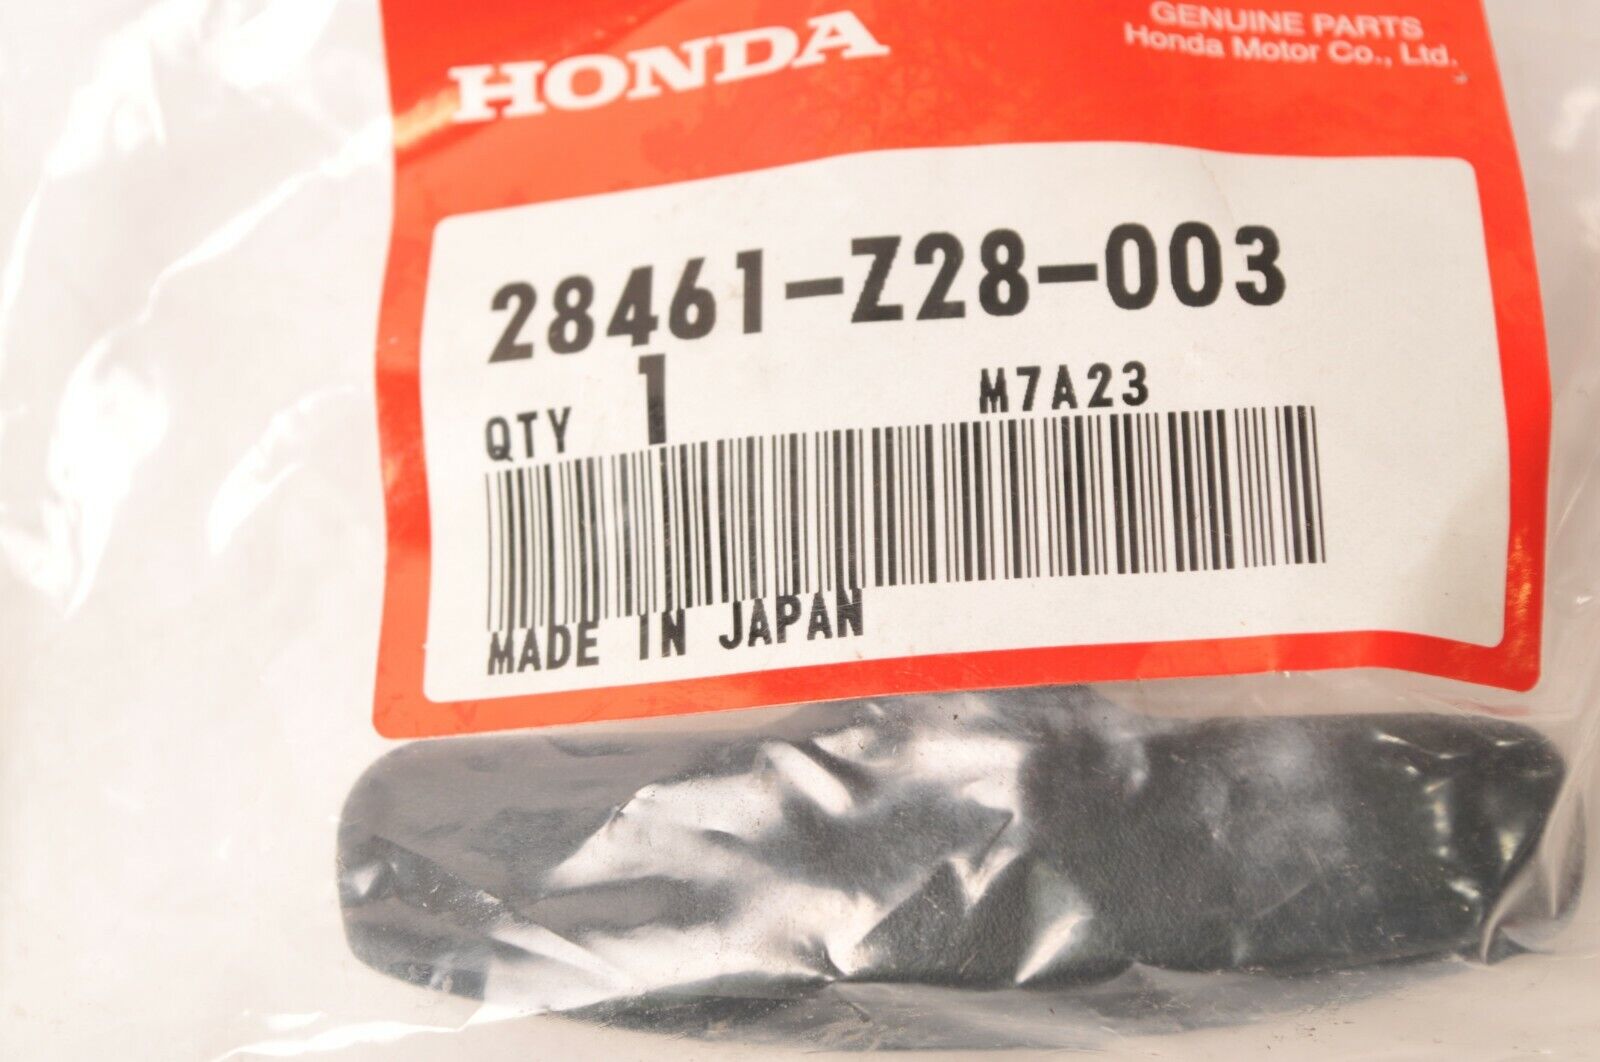 HONDA
GENUINE PARTS
Honda Motor Co., Ltd.
28461-Z28-003
QTY 1 M7A23
MADE IN JAPAN